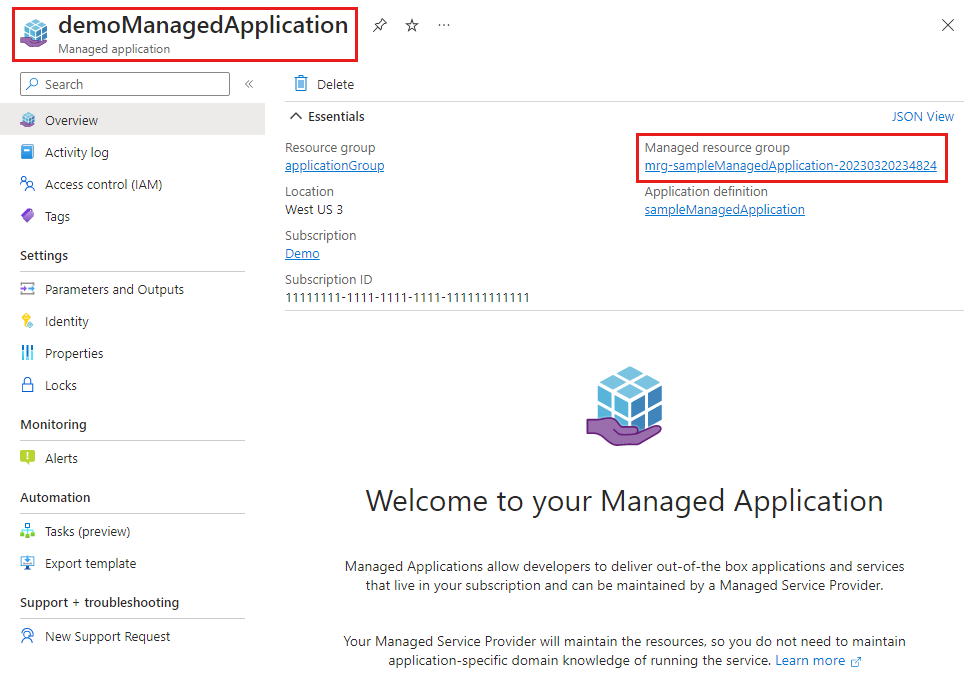 demoManagedApplication
Managed application
Search
Overview
Activity log
Access control (IAM)
Tags
Settings
Parameters and Outputs
Identity
Properties
Locks
Monitoring
Alerts
Automation
Tasks (preview)
Export template
Support + troubleshooting
New Support Request
Delete
Essentials
JSON View
Resource group
applicationGroup
Location
West US 3
Subscription
Demo
Subscription ID
11111111-1111-1111-1111-111111111111
Managed resource group
mrg-sampleManagedApplication-20230320234824
Application definition
sampleManagedApplication
Welcome to your Managed Application
Managed Applications allow developers to deliver out-of-the box applications and services
that live in your subscription and can be maintained by a Managed Service Provider.
Your Managed Service Provider will maintain the resources, so you do not need to maintain
application-specific domain knowledge of running the service. Learn more